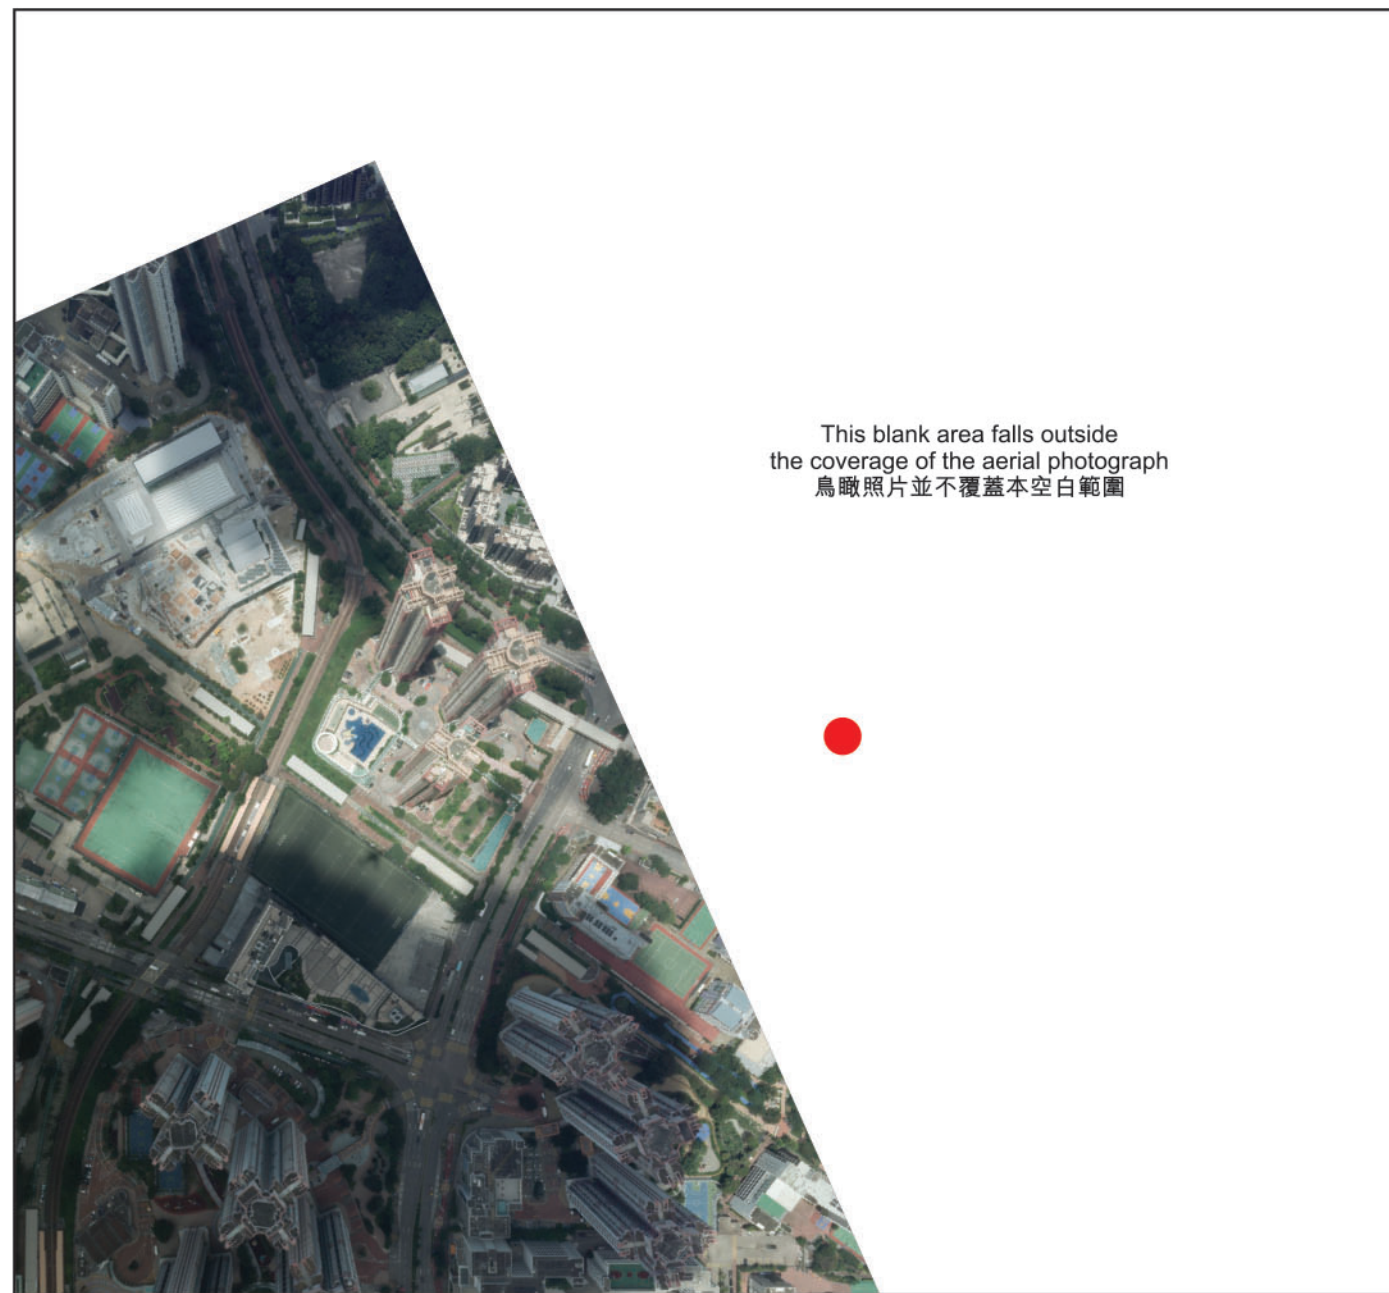 This blank area falls outside
the coverage of the aerial photograph
鳥瞰照片並不覆蓋本空白範圍